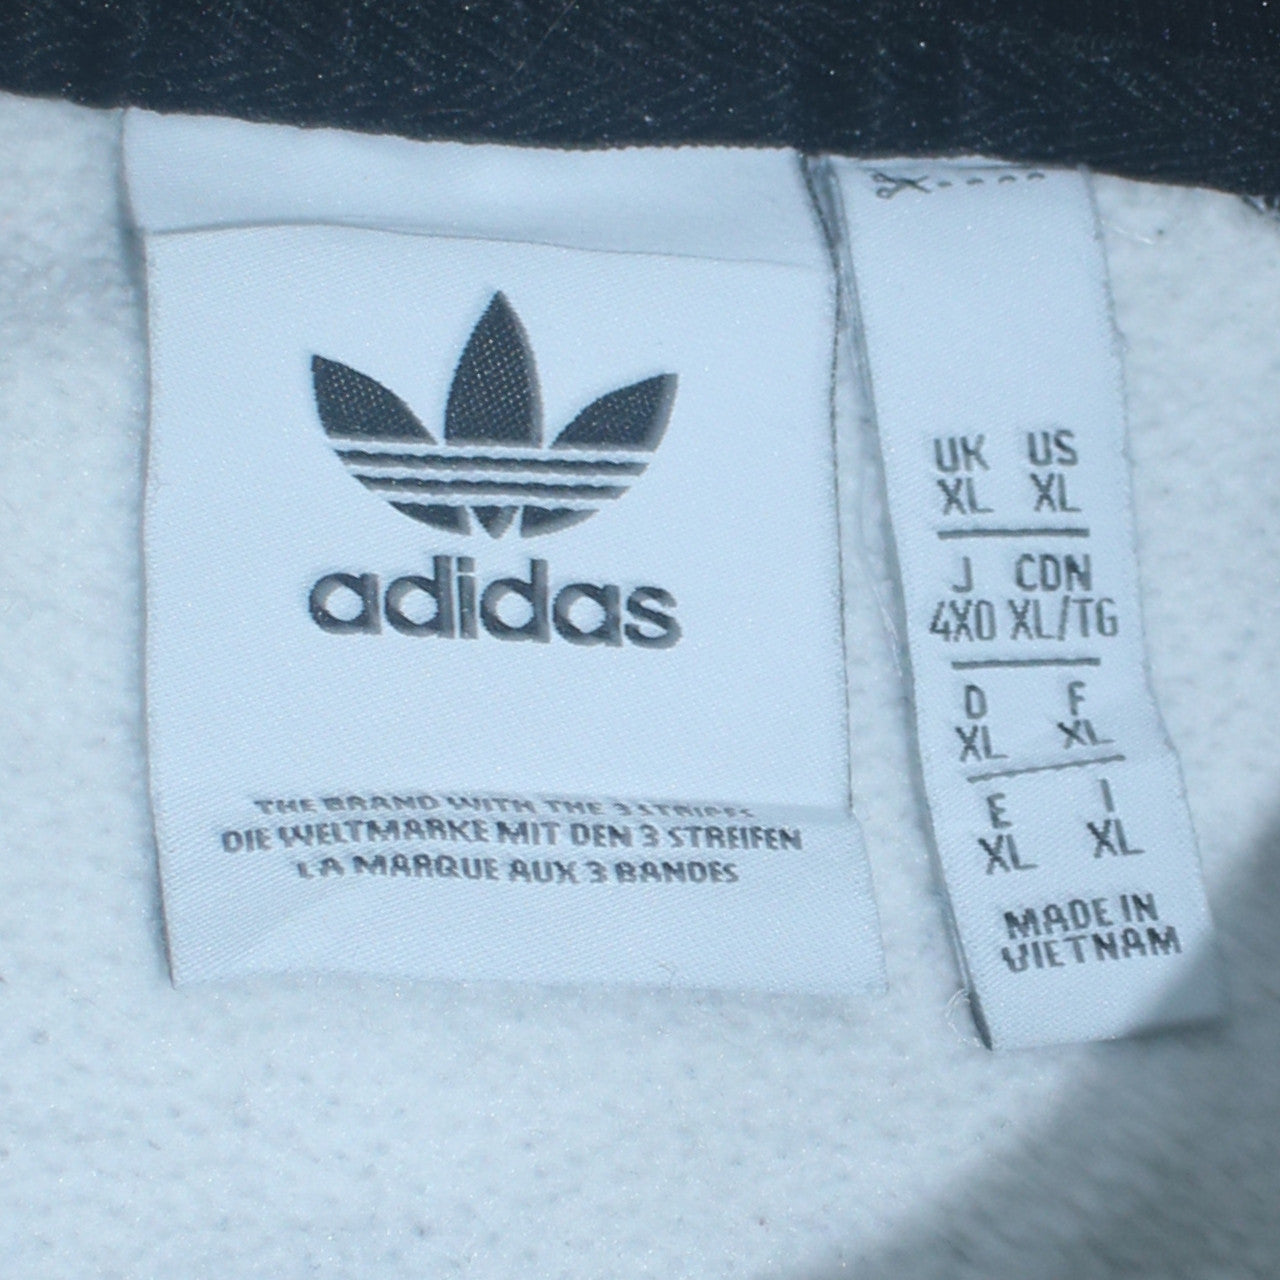 adidas
THE BRAND WITH THE 3 STRIPES
DIE WELTMARKE MIT DEN 3 STREIFEN
LA MARQUE AUX 3 BANDES
UK US
XL XL
J CDN
4XO XL/TG
D F
XL XL
E I
XL XL
MADE IN
VIETNAM